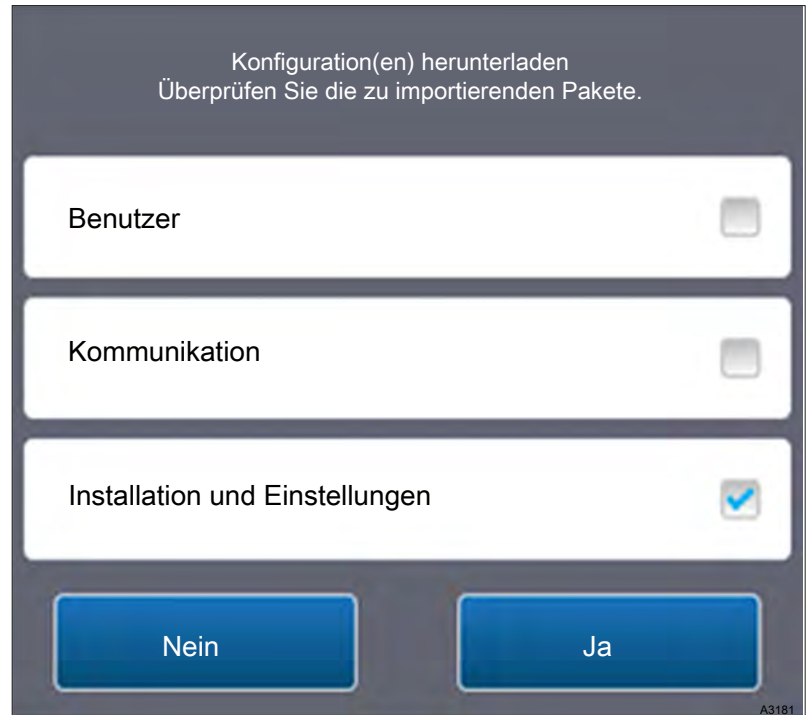 Konfiguration(en) herunterladen
Überprüfen Sie die zu importierenden Pakete.
Benutzer
Kommunikation
Installation und Einstellungen
Nein
Ja
A3181